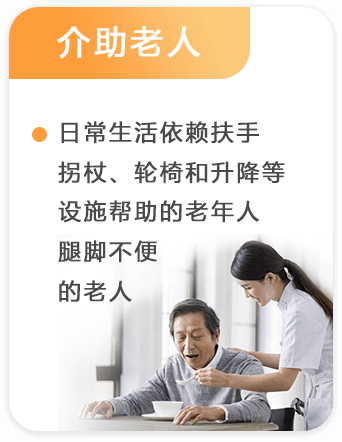 介助老人
日常生活依赖扶手
拐杖、轮椅和升降等
设施帮助的老年人
腿脚不便
的老人